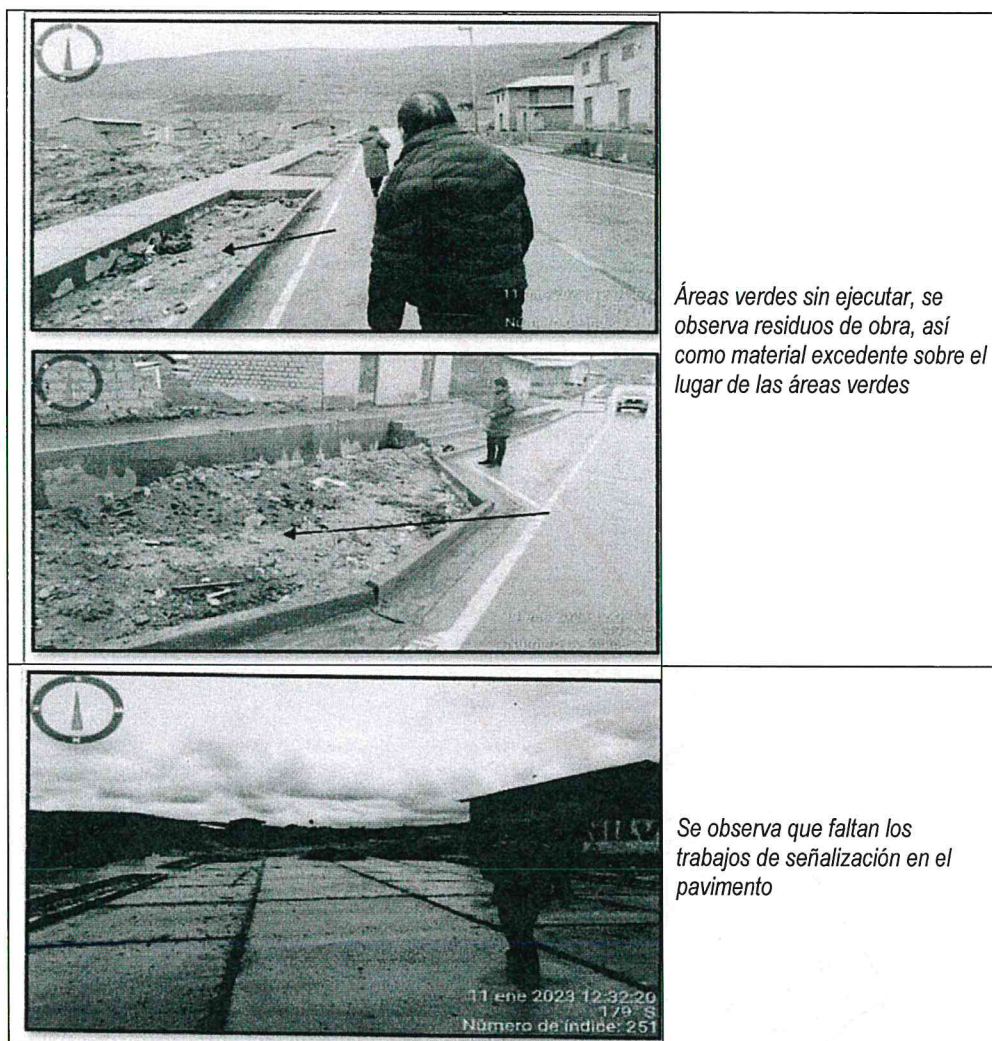 Áreas verdes sin ejecutar, se
observa residuos de obra, así
como material excedente sobre el
lugar de las áreas verdes
11
Se observa que faltan los
trabajos de señalización en el
pavimento
11 ene 2023 12:32:20
179° S
Número de índice: 251